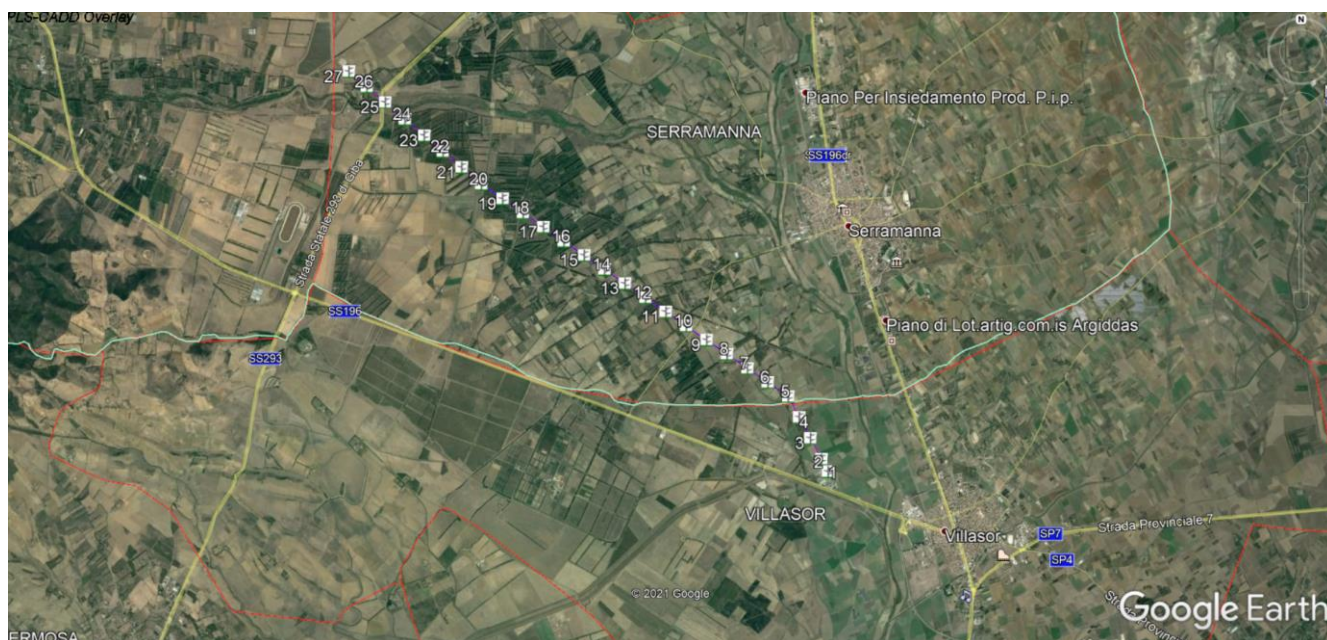 PLS-CADD Overlay
N
27
26
25
24
23
22
21
20
19
18
17
16
15
14
13
12
11
10
9
8
7
6
5
4
3
2
1
Piano Per Insiedamento Prod. P.i.p.
SERRAMANNA
SS196di
Strada Statale 293 di Giba
Serramanna
SS196
Piano di Lot.artig.com.is Argiddas
SS293
VILLASOR
Villasor
Strada Provinciale 7
SP7
SP4
© 2021 Google
Google Earth
ERMOSA